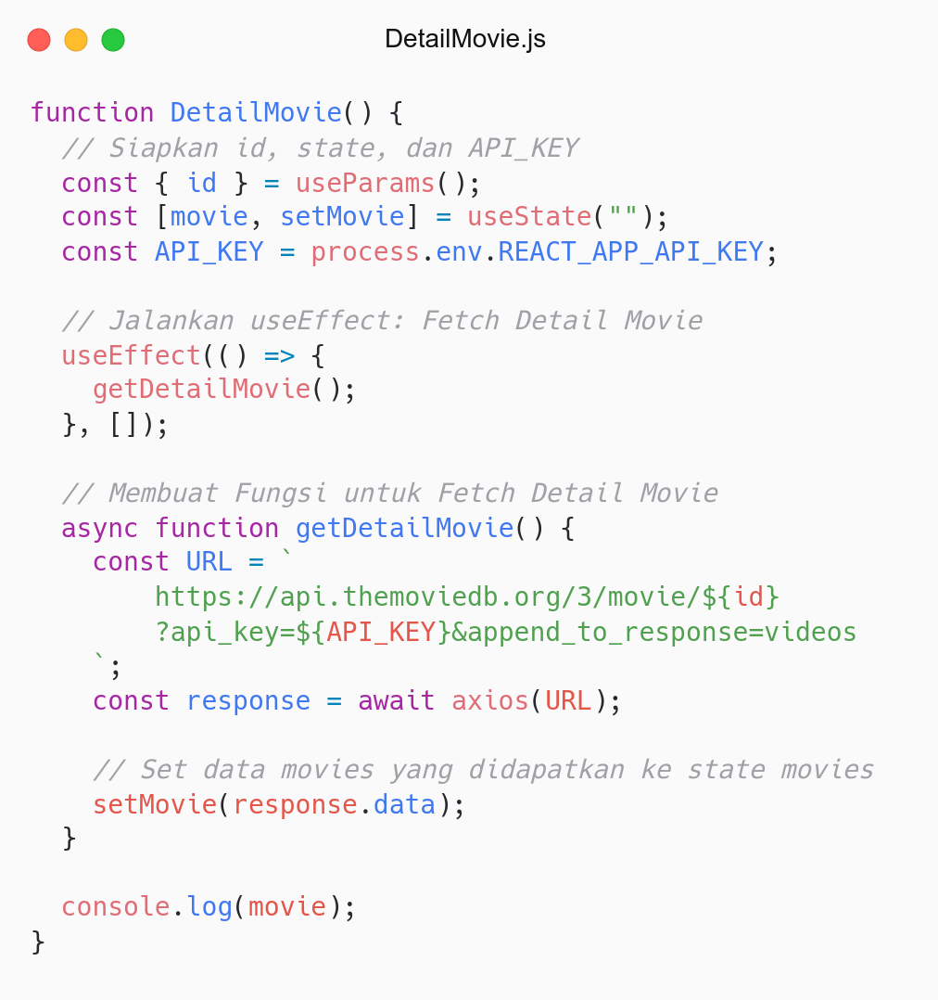 DetailMovie.js
function DetailMovie() {
  // Siapkan id, state, dan API_KEY
  const { id } = useParams();
  const [movie, setMovie] = useState("");
  const API_KEY = process.env.REACT_APP_API_KEY;

  // Jalankan useEffect: Fetch Detail Movie
  useEffect(() => {
    getDetailMovie();
  }, []);

  // Membuat Fungsi untuk Fetch Detail Movie
  async function getDetailMovie() {
    const URL = `
        https://api.themoviedb.org/3/movie/${id}
        ?api_key=${API_KEY}&append_to_response=videos
    `;
    const response = await axios(URL);

    // Set data movies yang didapatkan ke state movies
    setMovie(response.data);
  }

  console.log(movie);
}